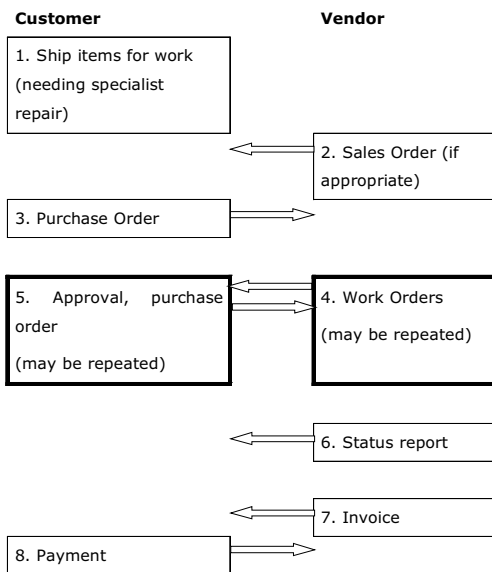 Customer
Vendor
1. Ship items for work
(needing specialist
repair)
2. Sales Order (if
appropriate)
3. Purchase Order
5. Approval, purchase
order
(may be repeated)
4. Work Orders
(may be repeated)
6. Status report
7. Invoice
8. Payment